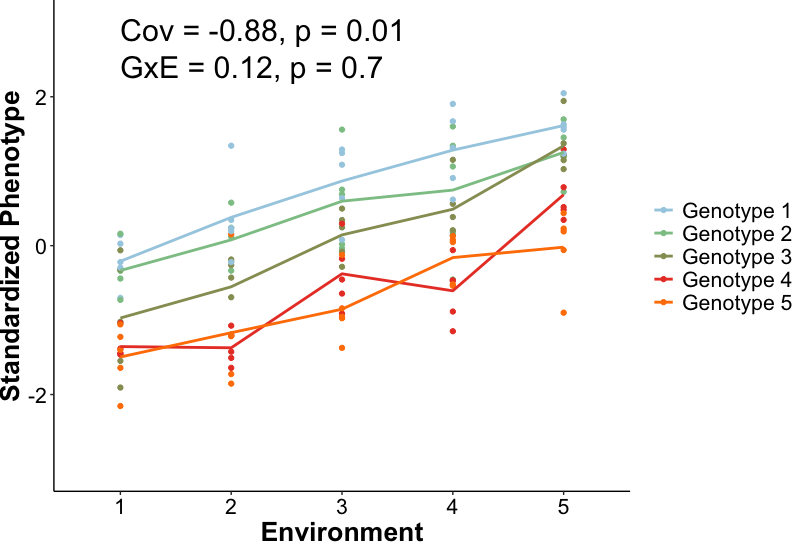 Cov = -0.88, p = 0.01
GxE = 0.12, p = 0.7
Standardized Phenotype
2
0
-2
1 2 3 4 5
Environment
Genotype 1
Genotype 2
Genotype 3
Genotype 4
Genotype 5